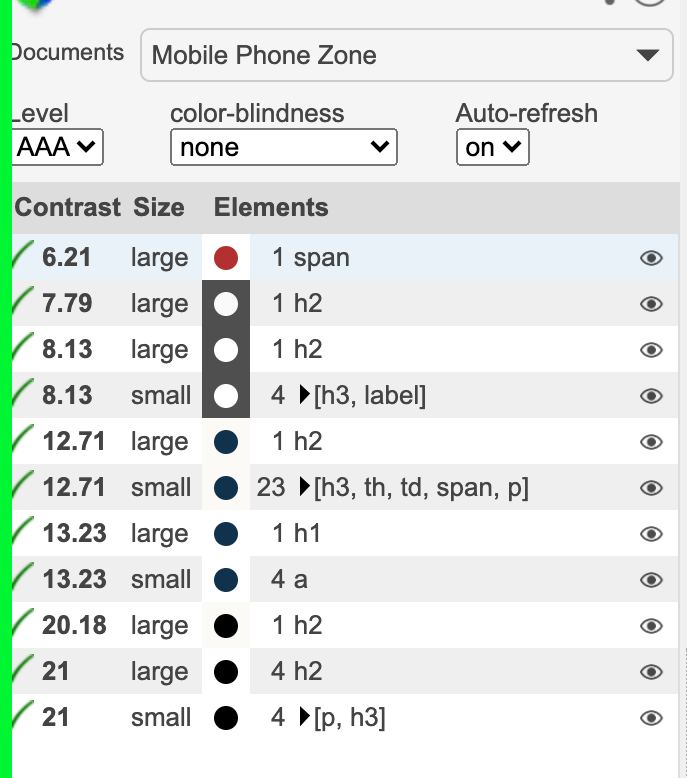 Documents Mobile Phone Zone
Level color-blindness Auto-refresh
AAA none on
Contrast Size Elements
6.21 large 1 span
7.79 large 1 h2
8.13 large 1 h2
8.13 small 4 [h3, label]
12.71 large 1 h2
12.71 small 23 [h3, th, td, span, p]
13.23 large 1 h1
13.23 small 4 a
20.18 large 1 h2
21 large 4 h2
21 small 4 [p, h3]